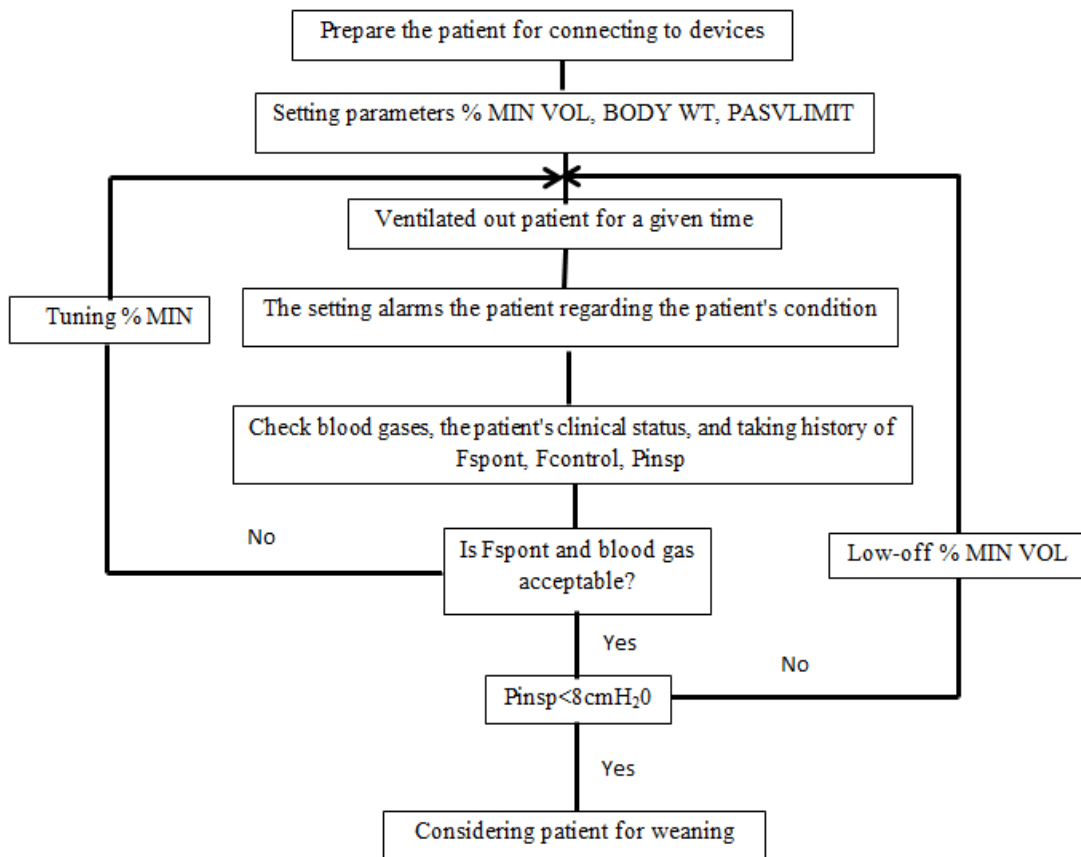 Prepare the patient for connecting to devices
Setting parameters % MIN VOL, BODY WT, PASVLIMIT
Ventilated out patient for a given time
Tuning % MIN
The setting alarms the patient regarding the patient's condition
Check blood gases, the patient's clinical status, and taking history of
Fspont, Fcontrol, Pinsp
No
Is Fspont and blood gas
acceptable?
Low-off % MIN VOL
Yes
No
Pinsp<8cmH₂0
Yes
Considering patient for weaning